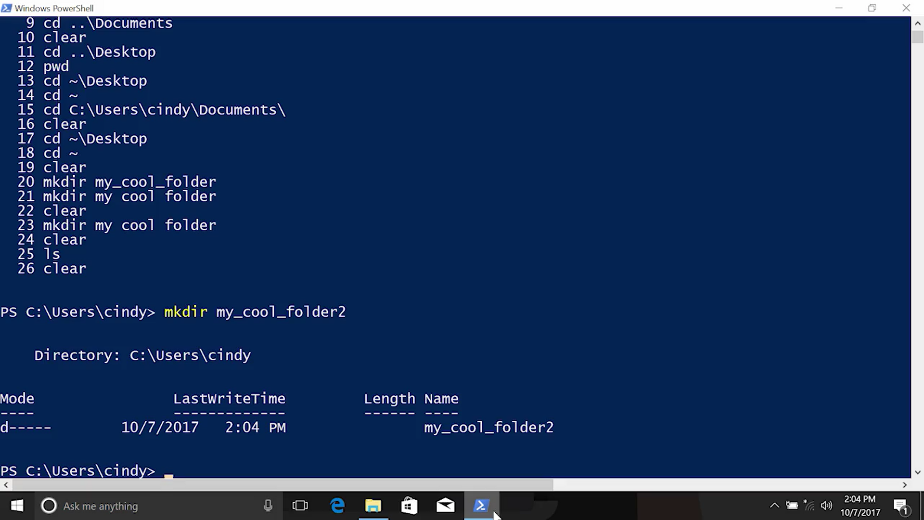 Windows PowerShell
9 cd ..\Documents
10 clear
11 cd ..\Desktop
12 pwd
13 cd ~\Desktop
14 cd ~
15 cd C:\Users\cindy\Documents\
16 clear
17 cd ~\Desktop
18 cd ~
19 clear
20 mkdir my_cool_folder
21 mkdir my cool folder
22 clear
23 mkdir my cool folder
24 clear
25 ls
26 clear
PS C:\Users\cindy> mkdir my_cool_folder2
Directory: C:\Users\cindy
Mode LastWriteTime Length Name
---- ------------- ------ ----
d----- 10/7/2017 2:04 PM my_cool_folder2
PS C:\Users\cindy> _
Ask me anything
2:04 PM
10/7/2017
1